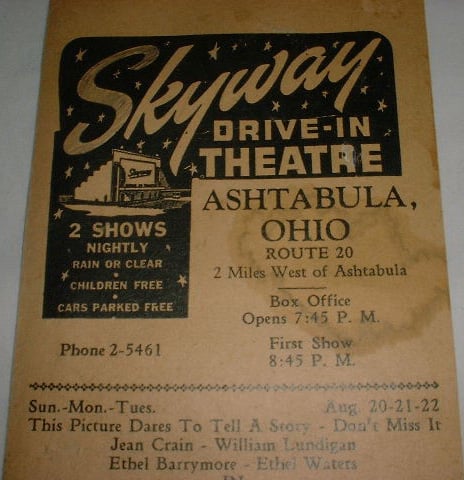 Skyway
DRIVE-IN
THEATRE
Skyway
2 SHOWS
NIGHTLY
RAIN OR CLEAR
CHILDREN FREE
CARS PARKED FREE
ASHTABULA,
OHIO
ROUTE 20
2 Miles West of Ashtabula
Box Office
Opens 7:45 P. M.
Phone 2-5461
First Show
8:45 P. M.
Sun.-Mon.-Tues. Aug. 20-21-22
This Picture Dares To Tell A Story - Don't Miss It
Jean Crain - William Lundigan
Ethel Barrymore - Ethel Waters
IN